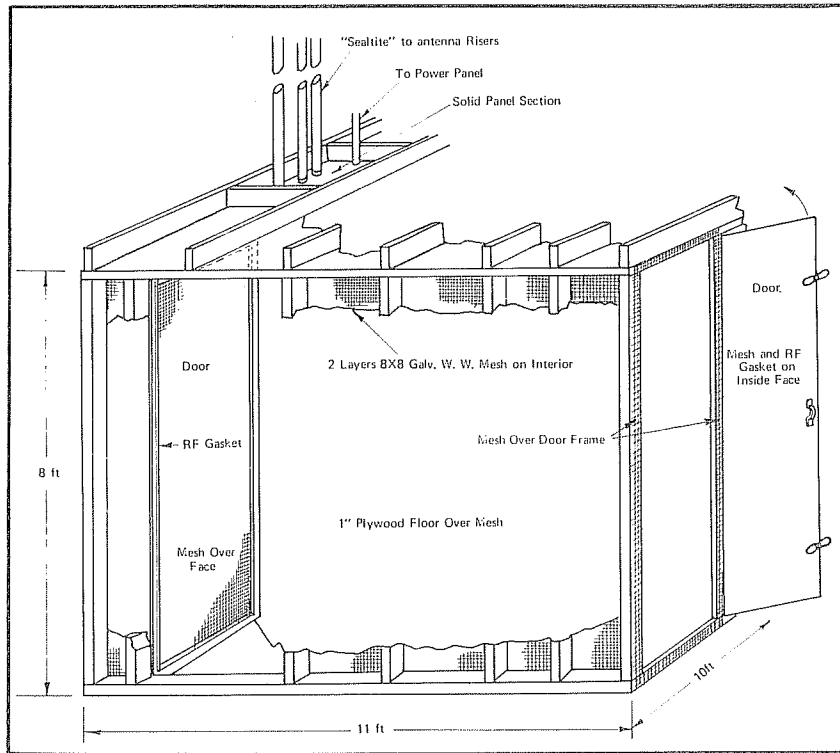 "Sealtite" to antenna Risers
To Power Panel
Solid Panel Section
Door
Door.
2 Layers 8X8 Galv. W. W. Mesh on Interior
Mesh and RF
Gasket on
Inside Face
RF Gasket
Mesh Over Door Frame
8 ft
1" Plywood Floor Over Mesh
Mesh Over
Face
10ft
11 ft